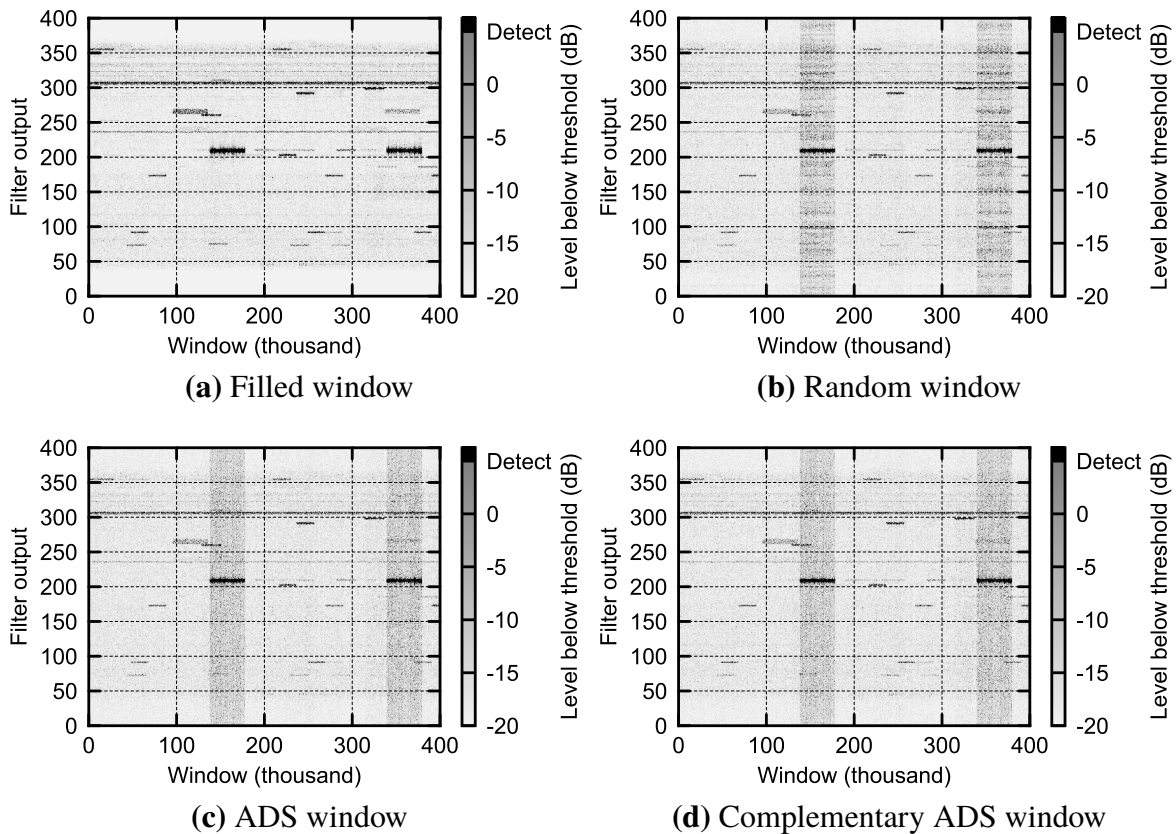 400
350
300
250
200
150
100
50
0
Filter output
0 100 200 300 400
Window (thousand)
Detect
0
-5
-10
-15
-20
Level below threshold (dB)
(a) Filled window
400
350
300
250
200
150
100
50
0
Filter output
0 100 200 300 400
Window (thousand)
Detect
0
-5
-10
-15
-20
Level below threshold (dB)
(b) Random window
400
350
300
250
200
150
100
50
0
Filter output
0 100 200 300 400
Window (thousand)
Detect
0
-5
-10
-15
-20
Level below threshold (dB)
(c) ADS window
400
350
300
250
200
150
100
50
0
Filter output
0 100 200 300 400
Window (thousand)
Detect
0
-5
-10
-15
-20
Level below threshold (dB)
(d) Complementary ADS window